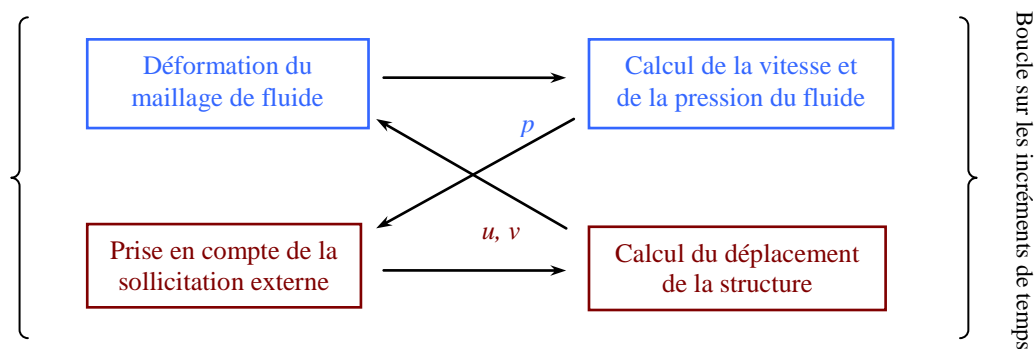 Déformation du
maillage de fluide
Calcul de la vitesse et
de la pression du fluide
p
Prise en compte de la
sollicitation externe
u, v
Calcul du déplacement
de la structure
Boucle sur les incréments de temps